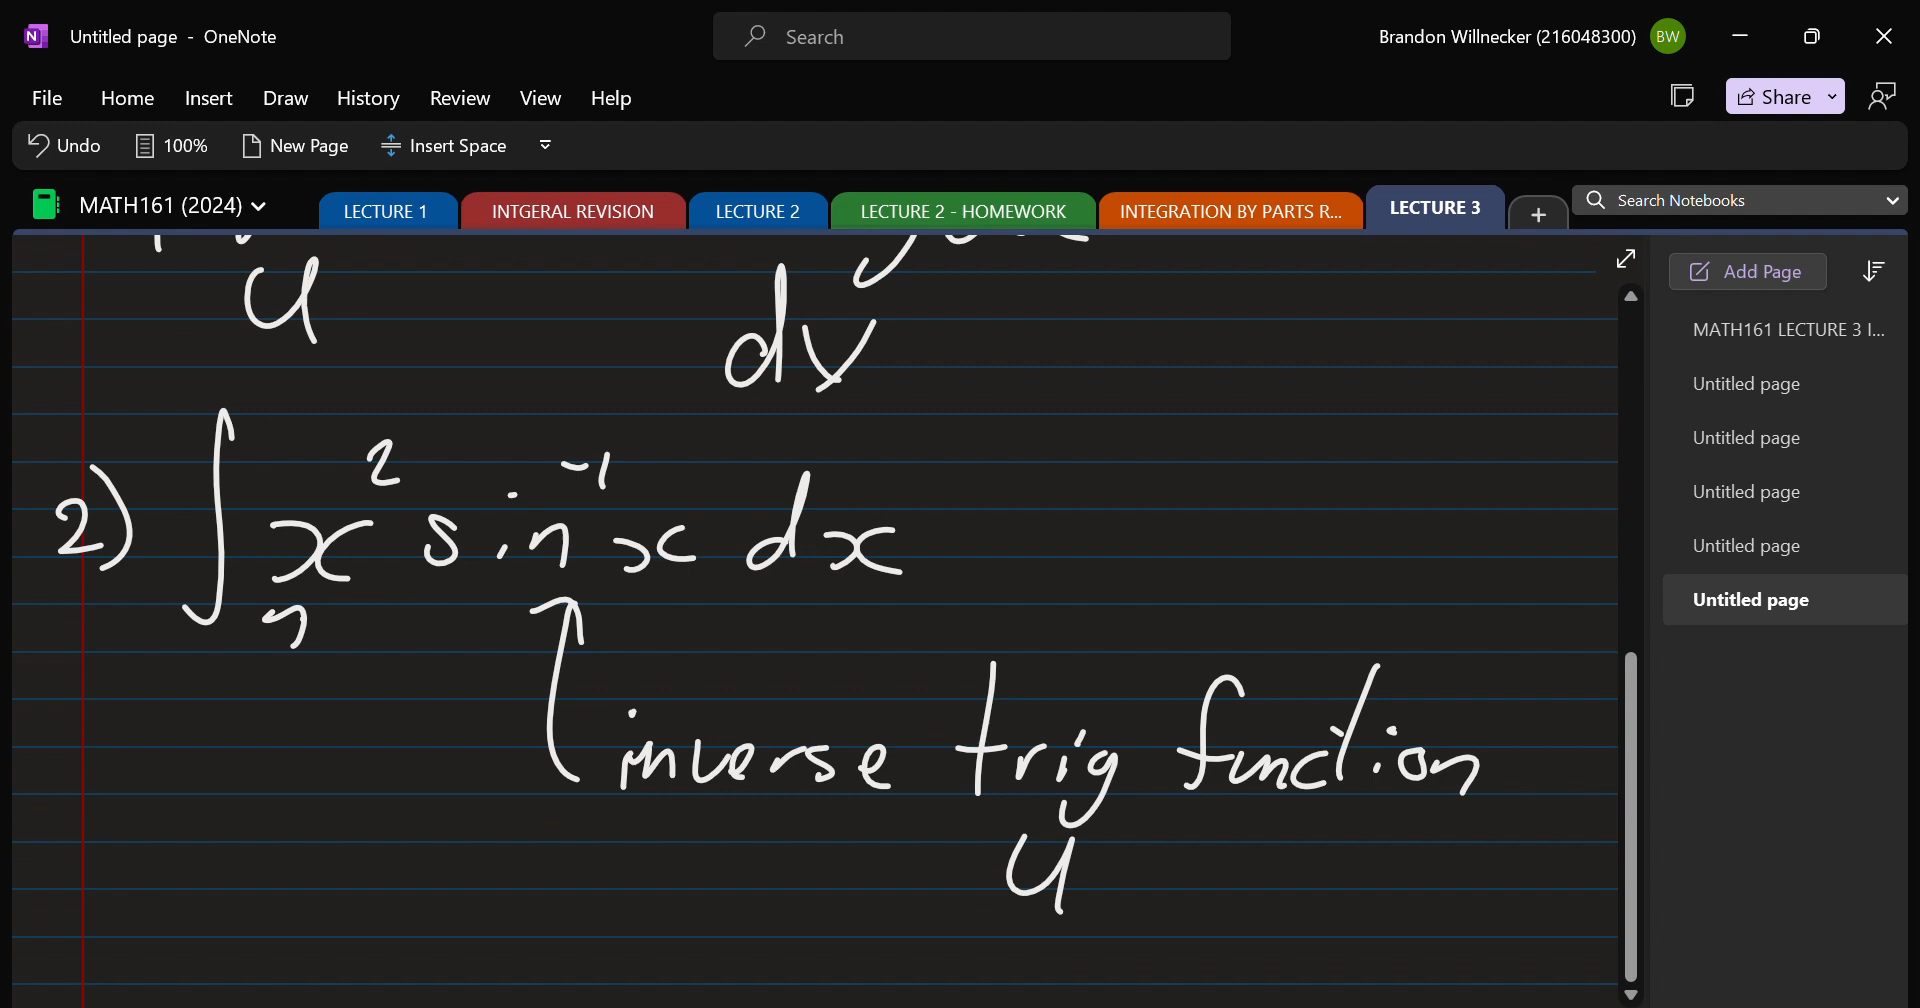 Untitled page - OneNote
Search
Brandon Willnecker (216048300) BW
File Home Insert Draw History Review View Help
Share
Undo 100% New Page Insert Space
MATH161 (2024)
LECTURE 1 INTGERAL REVISION LECTURE 2 LECTURE 2 - HOMEWORK INTEGRATION BY PARTS R... LECTURE 3 +
Search Notebooks
Add Page
MATH161 LECTURE 3 I...
Untitled page
Untitled page
Untitled page
Untitled page
Untitled page
u
dv
2) ∫ x² sin⁻¹x dx
inverse trig function
u